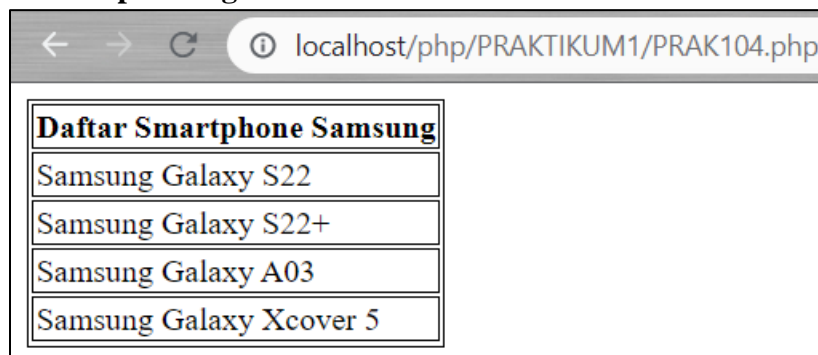 localhost/php/PRAKTIKUM1/PRAK104.php
Daftar Smartphone Samsung
Samsung Galaxy S22
Samsung Galaxy S22+
Samsung Galaxy A03
Samsung Galaxy Xcover 5